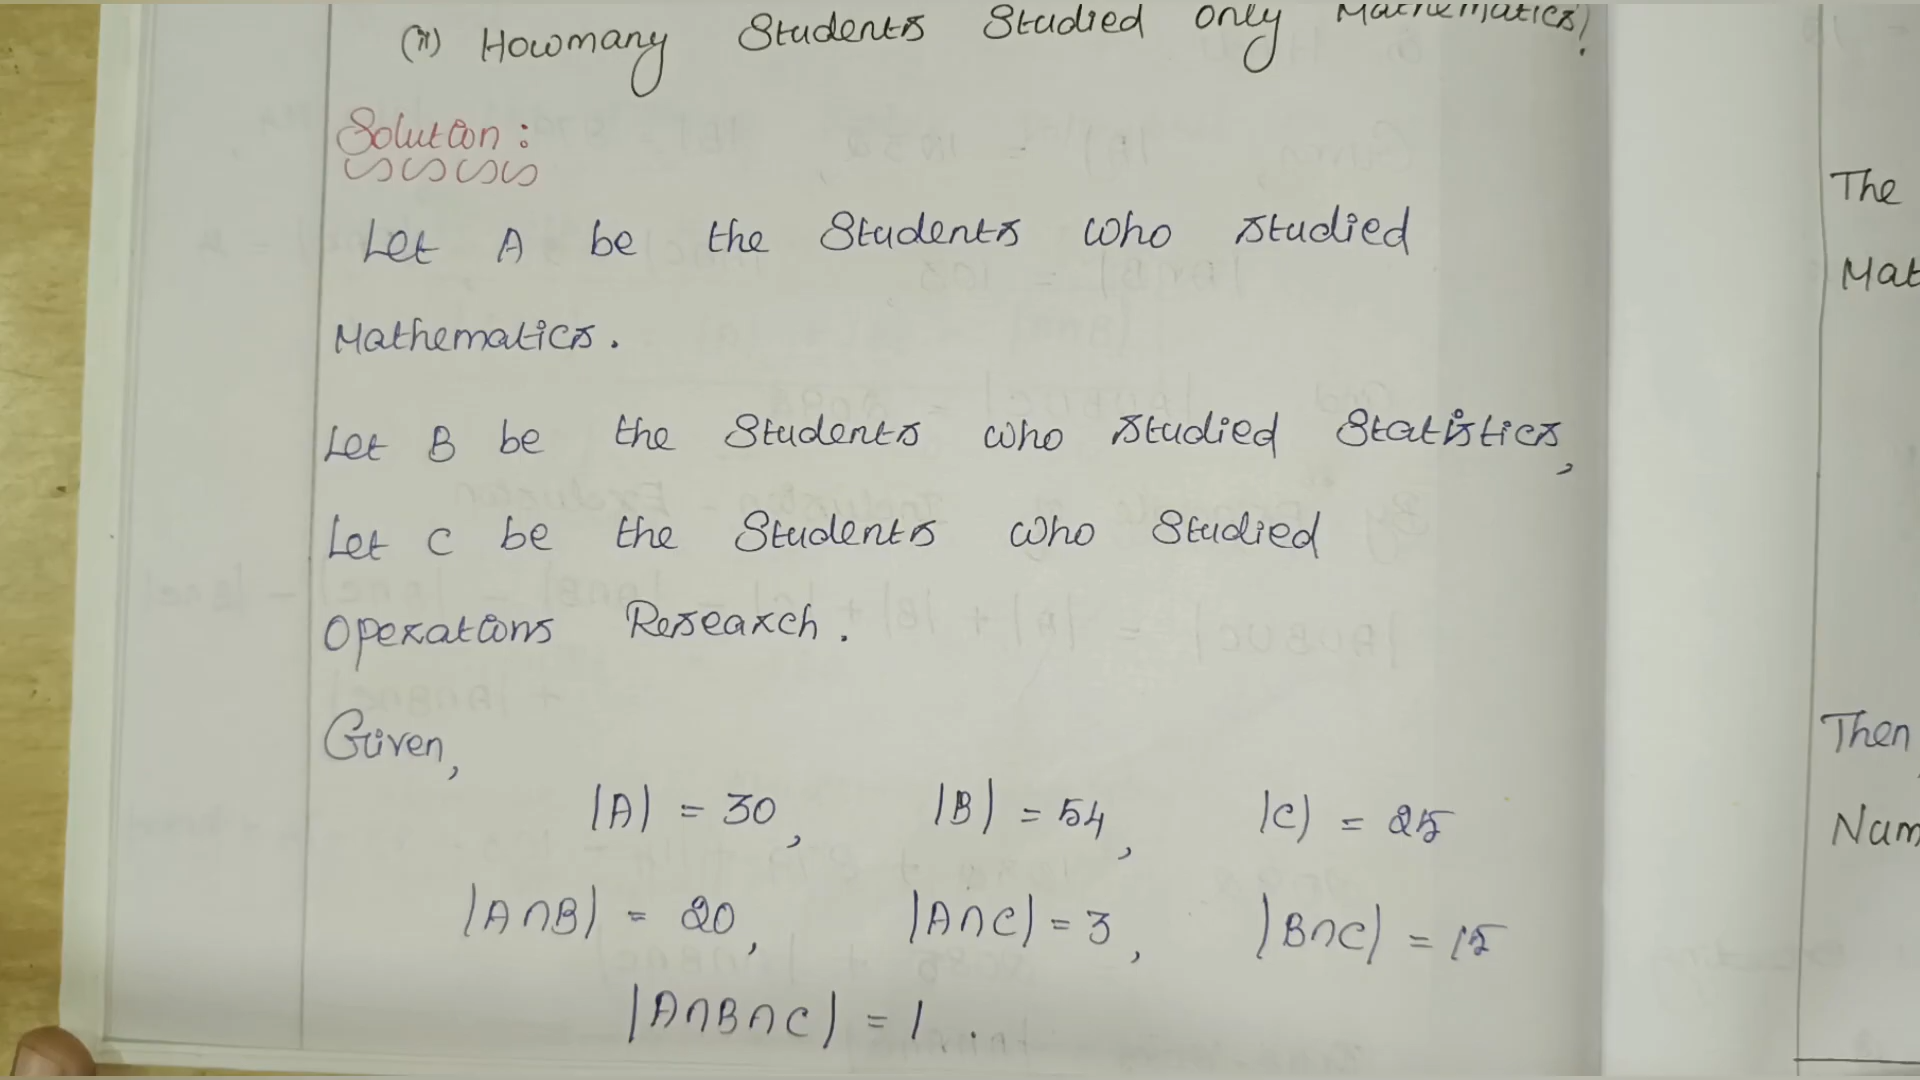 (ii) Howmany Students Studied only Mathematics?
Solution:
Let A be the Students who studied
Mathematics.
Let B be the Students who studied Statistics,
Let C be the Students who Studied
Operations Research.
Given,
|A| = 30, |B| = 54, |C| = 25
|A∩B| = 20, |A∩C| = 3, |B∩C| = 15
|A∩B∩C| = 1.
The
Mat
Then
Num